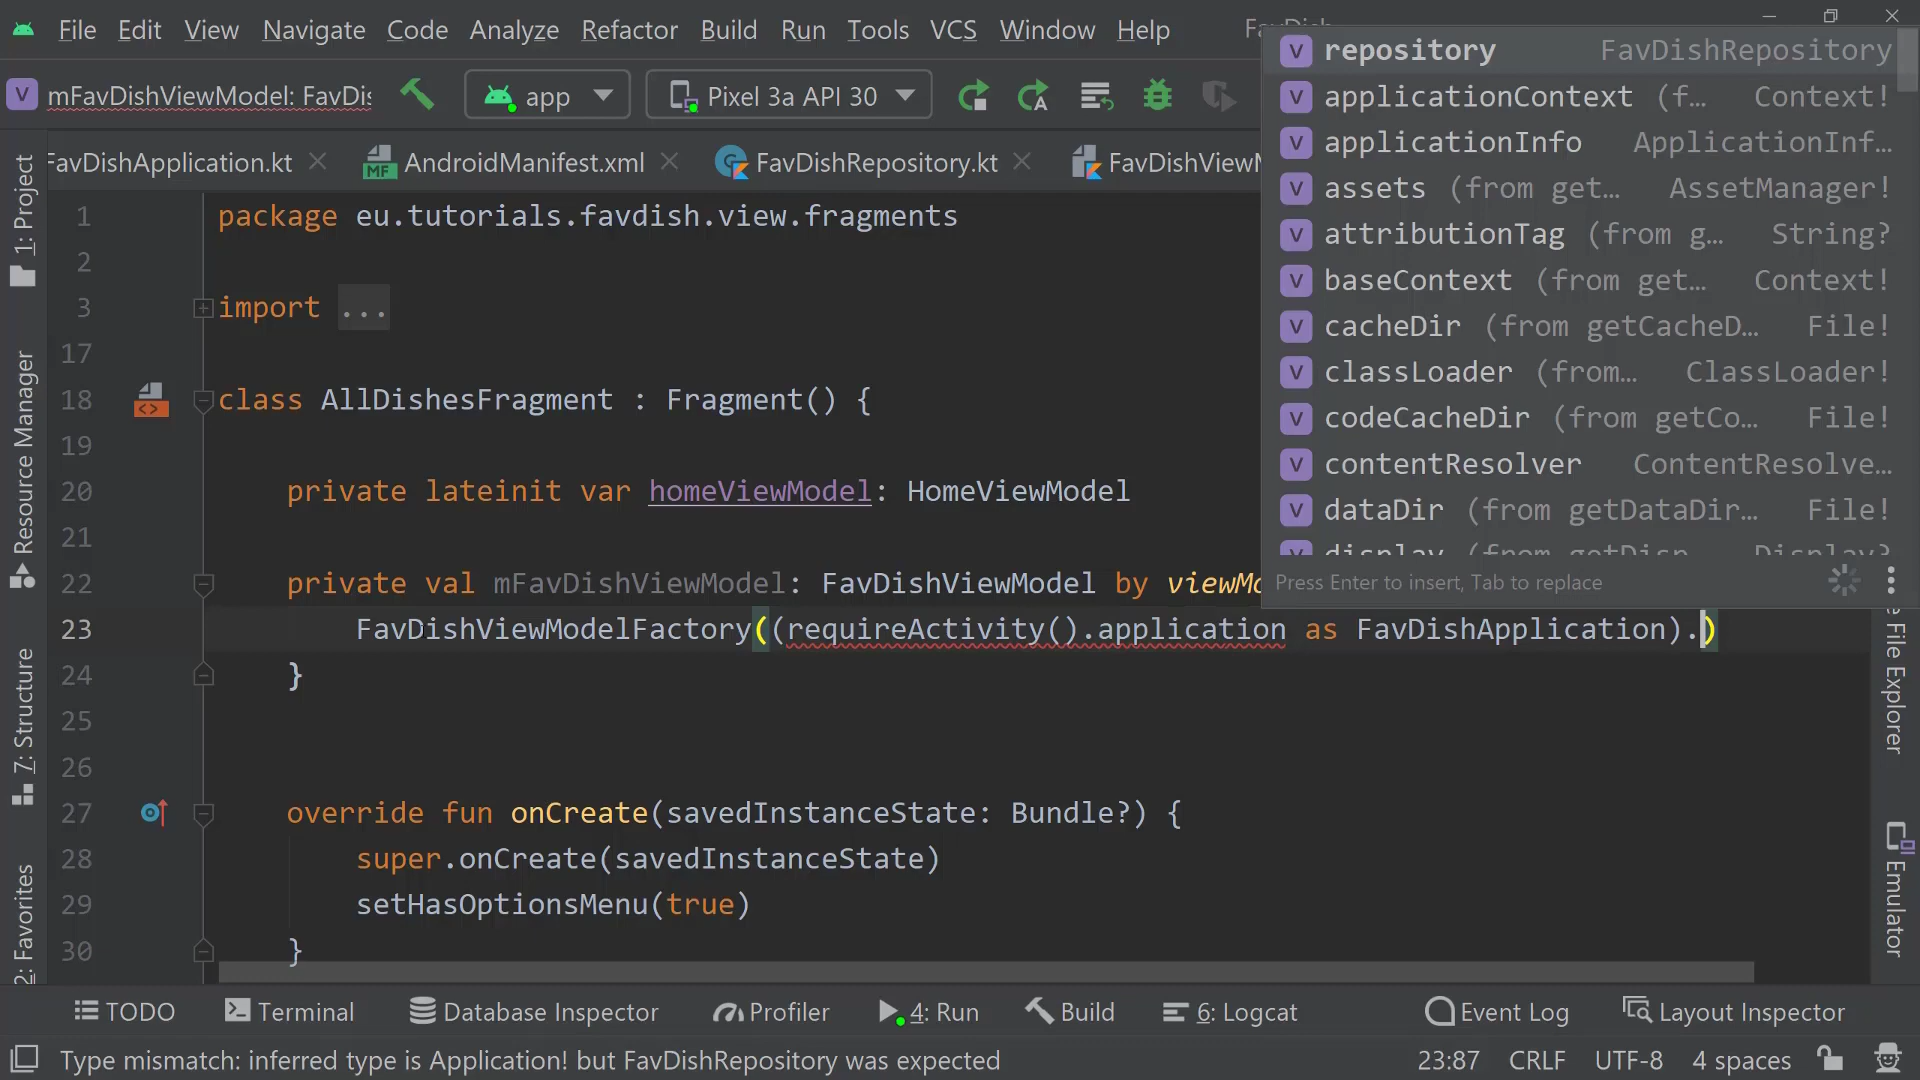 File Edit View Navigate Code Analyze Refactor Build Run Tools VCS Window Help
V mFavDishViewModel: FavDis app Pixel 3a API 30
FavDishApplication.kt AndroidManifest.xml FavDishRepository.kt FavDishViewM
1: Project
Resource Manager
7: Structure
2: Favorites
1 package eu.tutorials.favdish.view.fragments
2
3 import ...
17
18 class AllDishesFragment : Fragment() {
19
20 private lateinit var homeViewModel: HomeViewModel
21
22 private val mFavDishViewModel: FavDishViewModel by viewMo
23 FavDishViewModelFactory((requireActivity().application as FavDishApplication).)
24 }
25
26
27 override fun onCreate(savedInstanceState: Bundle?) {
28 super.onCreate(savedInstanceState)
29 setHasOptionsMenu(true)
30 }
V repository FavDishRepository
V applicationContext (f… Context!
V applicationInfo ApplicationInf…
V assets (from get… AssetManager!
V attributionTag (from g… String?
V baseContext (from get… Context!
V cacheDir (from getCacheD… File!
V classLoader (from… ClassLoader!
V codeCacheDir (from getCo… File!
V contentResolver ContentResolve…
V dataDir (from getDataDir… File!
V display (from getDisp… Display?
Press Enter to insert, Tab to replace
e File Explorer
Emulator
TODO Terminal Database Inspector Profiler 4: Run Build 6: Logcat Event Log Layout Inspector
Type mismatch: inferred type is Application! but FavDishRepository was expected 23:87 CRLF UTF-8 4 spaces